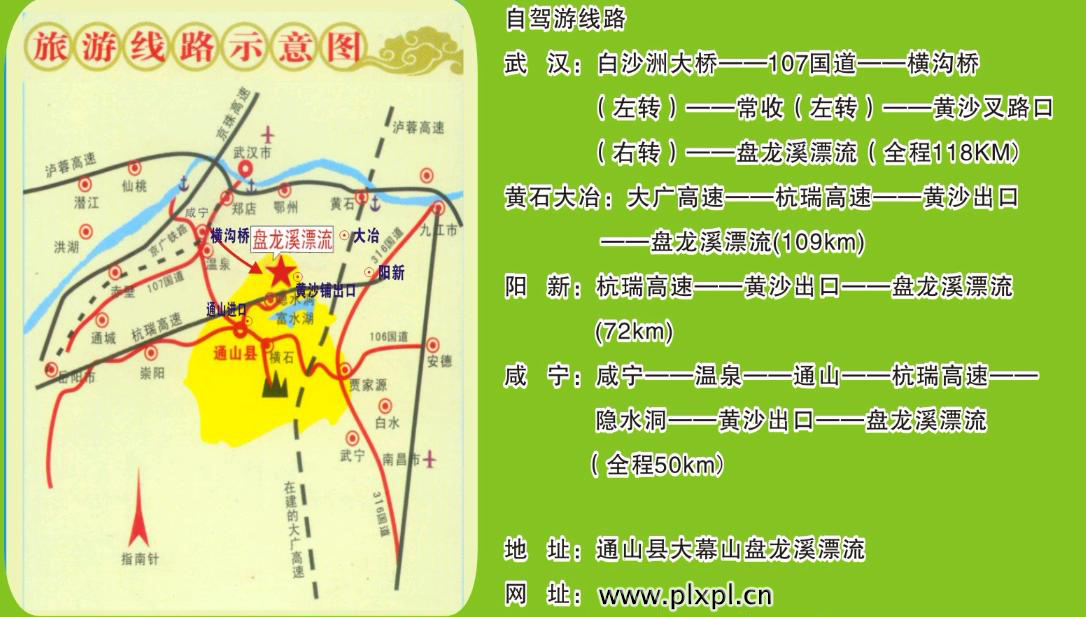 旅游线路示意图
京珠高速
沪蓉高速
武汉市
沪蓉高速
仙桃
潜江
郑店
鄂州
黄石
咸宁
九江市
洪湖
京广铁路
横沟桥
盘龙溪漂流
大冶
316国道
温泉
阳新
赤壁
107国道
黄沙铺出口
隐水洞
通山进口
富水湖
通城
杭瑞高速
106国道
通山县
横石
安德
崇阳
岳阳市
贾家源
白水
武宁
南昌市
在建的大广高速
316国道
指南针
自驾游线路
武 汉：白沙洲大桥——107国道——横沟桥
（左转）——常收（左转）——黄沙叉路口
（右转）——盘龙溪漂流（全程118KM）
黄石大冶：大广高速——杭瑞高速——黄沙出口
——盘龙溪漂流(109km)
阳 新：杭瑞高速——黄沙出口——盘龙溪漂流
(72km)
咸 宁：咸宁——温泉——通山——杭瑞高速——
隐水洞——黄沙出口——盘龙溪漂流
（全程50km）
地 址：通山县大幕山盘龙溪漂流
网 址：www.plxpl.cn